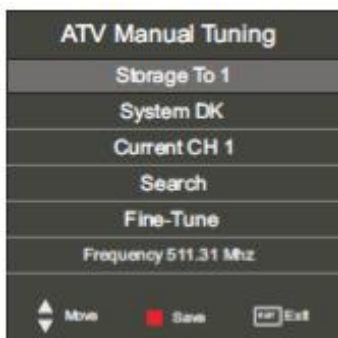 ATV Manual Tuning
Storage To 1
System DK
Current CH 1
Search
Fine-Tune
Frequency 511.31 Mhz
Move Save EXIT Exit